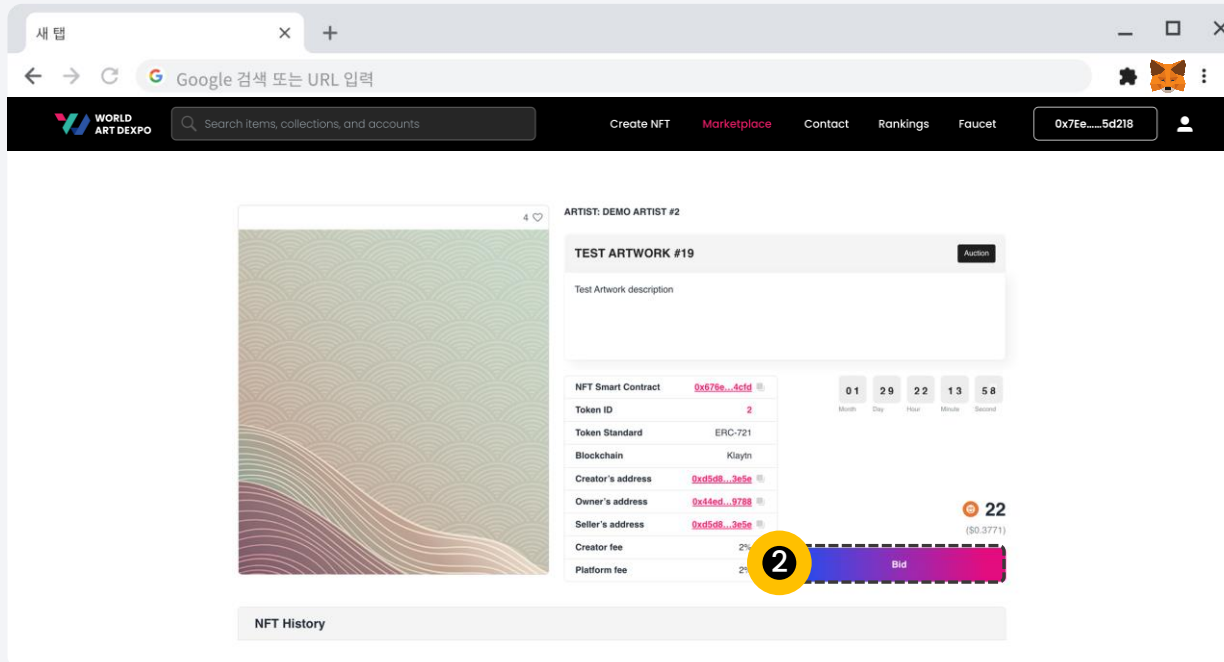 새 탭
Google 검색 또는 URL 입력
WORLD
ART DEXPO
Search items, collections, and accounts
Create NFT
Marketplace
Contact
Rankings
Faucet
0x7Ee......5d218
4
ARTIST: DEMO ARTIST #2
TEST ARTWORK #19
Auction
Test Artwork description
NFT Smart Contract 0x676e...4cfd
Token ID 2
Token Standard ERC-721
Blockchain Klaytn
Creator's address 0xd5d8...3e5e
Owner's address 0x44ed...9788
Seller's address 0xd5d8...3e5e
Creator fee 2%
Platform fee 2%
01 29 22 13 58
Month Day Hour Minute Second
22
($0.3771)
2
Bid
NFT History